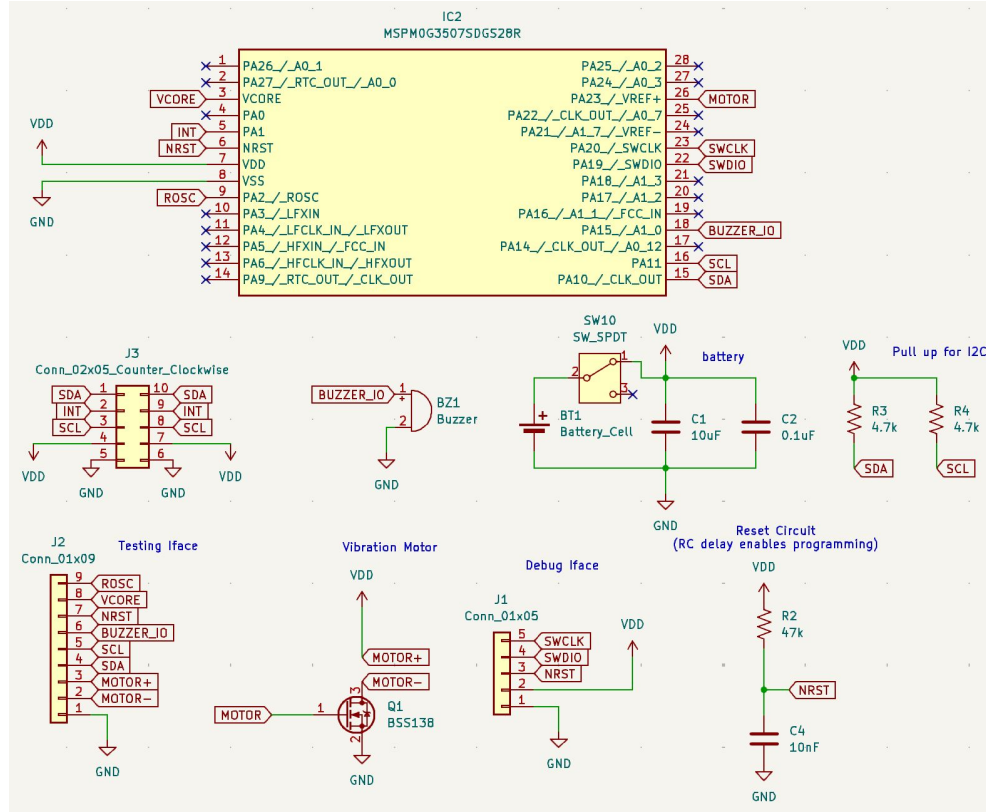 IC2
MSPM0G3507SDGS28R
1 PA26_/_A0_1
2 PA27_/_RTC_OUT_/_A0_0
VCORE 3 VCORE
4 PA0
INT 5 PA1
NRST 6 NRST
VDD
7 VDD
8 VSS
GND
ROSC 9 PA2_/_ROSC
10 PA3_/_LFXIN
11 PA4_/_LFCLK_IN_/_LFXOUT
12 PA5_/_HFXIN_/_FCC_IN
13 PA6_/_HFCLK_IN_/_HFXOUT
14 PA9_/_RTC_OUT_/_CLK_OUT
PA25_/_A0_2 28
PA24_/_A0_3 27
PA23_/_VREF+ 26 MOTOR
PA22_/_CLK_OUT_/_A0_7 25
PA21_/_A1_7_/_VREF- 24
PA20_/_SWCLK 23 SWCLK
PA19_/_SWDIO 22 SWDIO
PA18_/_A1_3 21
PA17_/_A1_2 20
PA16_/_A1_1_/_FCC_IN 19
PA15_/_A1_0 18 BUZZER_IO
PA14_/_CLK_OUT_/_A0_12 17
PA11 16 SCL
PA10_/_CLK_OUT 15 SDA
J3
Conn_02x05_Counter_Clockwise
SDA 1 10 SDA
INT 2 9 INT
SCL 3 8 SCL
4 7
VDD VDD
5 6
GND GND
BUZZER_IO 1
+
2
BZ1
Buzzer
GND
SW10
SW_SPDT
2 1
3
VDD
battery
+
BT1
Battery_Cell
C1
10uF
C2
0.1uF
GND
Pull up for I2C
VDD
R3
4.7k
R4
4.7k
SDA
SCL
Testing Iface
J2
Conn_01x09
9 ROSC
8 VCORE
7 NRST
6 BUZZER_IO
5 SCL
4 SDA
3 MOTOR+
2 MOTOR-
1
GND
Vibration Motor
VDD
MOTOR+
MOTOR-
3
MOTOR 1
Q1
BSS138
2
GND
Debug Iface
J1
Conn_01x05
VDD
5 SWCLK
4 SWDIO
3 NRST
2
1
GND
Reset Circuit
(RC delay enables programming)
VDD
R2
47k
NRST
C4
10nF
GND